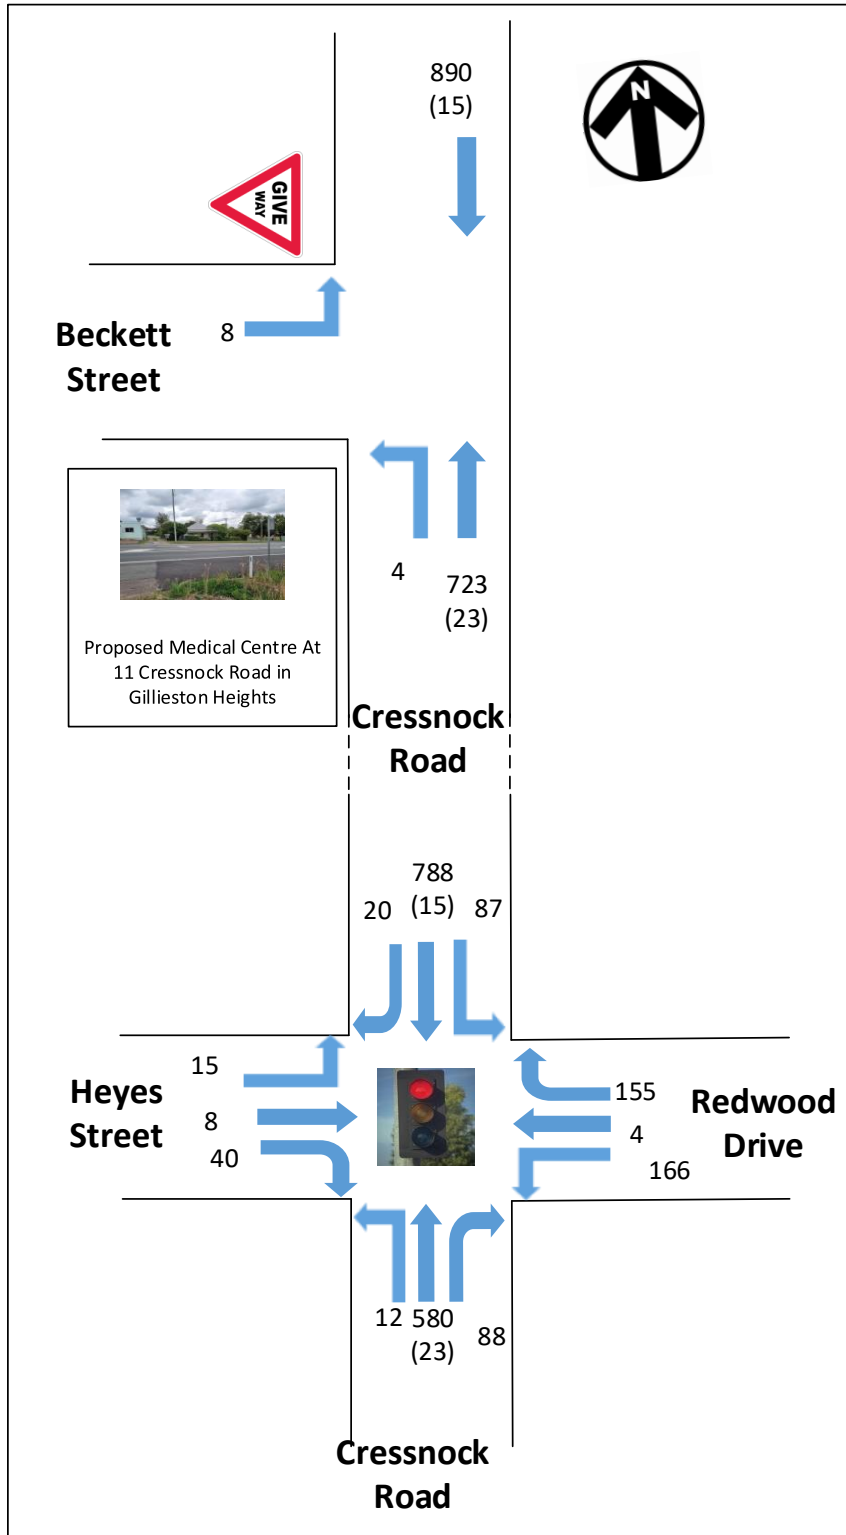 890
(15)
N
GIVE
WAY
Beckett
Street
8
4
723
(23)
Proposed Medical Centre At
11 Cressnock Road in
Gillieston Heights
Cressnock
Road
20
788
(15)
87
Heyes
Street
15
8
40
155
4
166
Redwood
Drive
12
580
(23)
88
Cressnock
Road